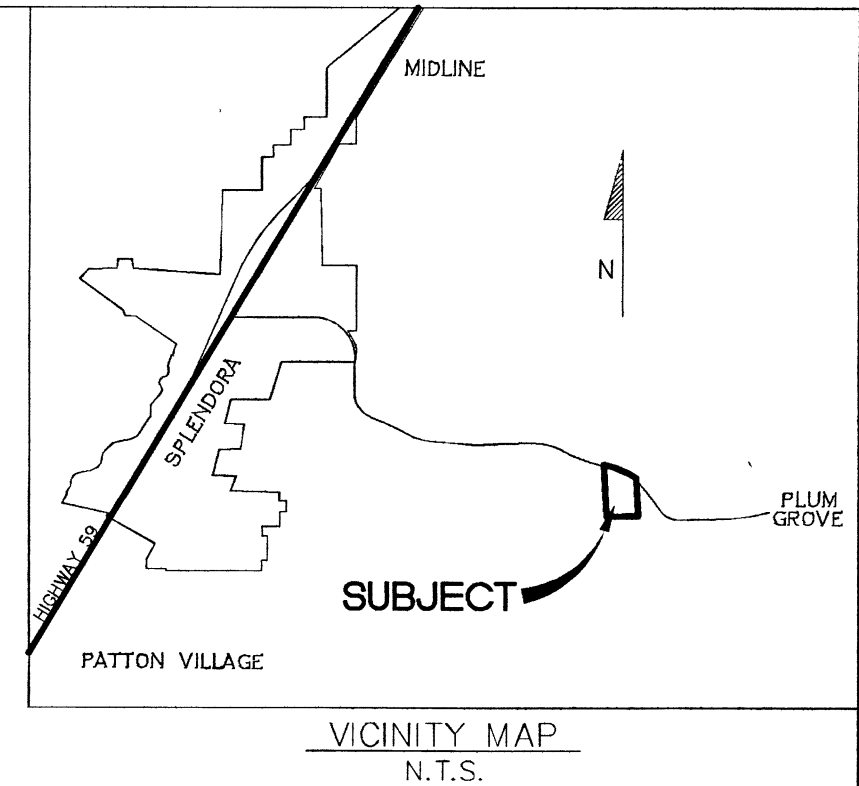 MIDLINE
N
SPLENDORA
PLUM
GROVE
HIGHWAY 59
SUBJECT
PATTON VILLAGE
VICINITY MAP
N.T.S.